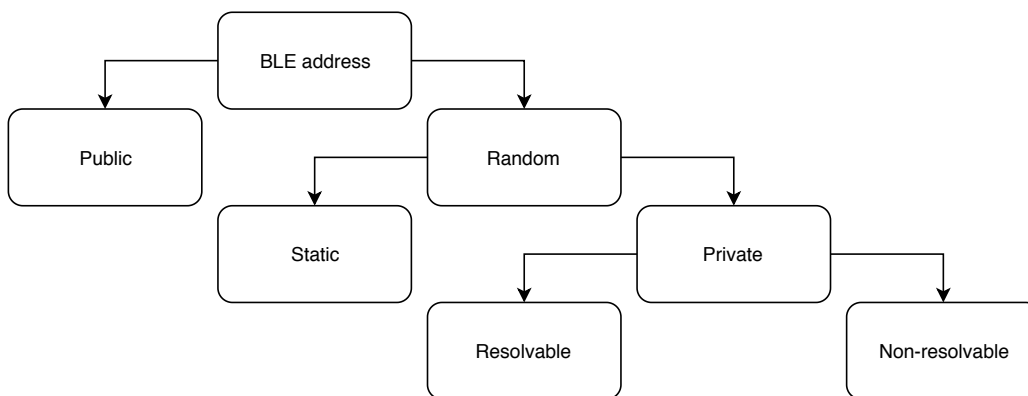 BLE address
Public
Random
Static
Private
Resolvable
Non-resolvable